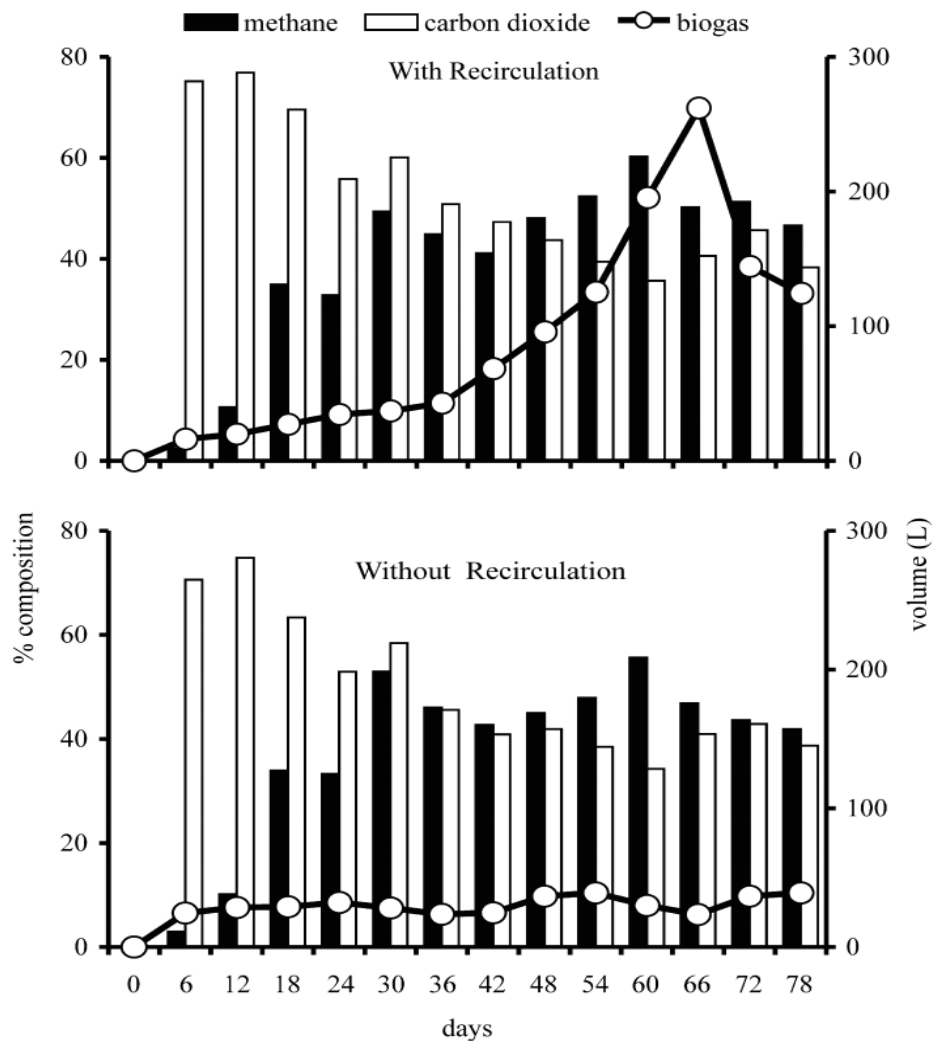 methane carbon dioxide biogas
With Recirculation
80
60
40
20
0
300
200
100
0
Without Recirculation
80
60
40
20
0
300
200
100
0
% composition
volume (L)
0 6 12 18 24 30 36 42 48 54 60 66 72 78
days